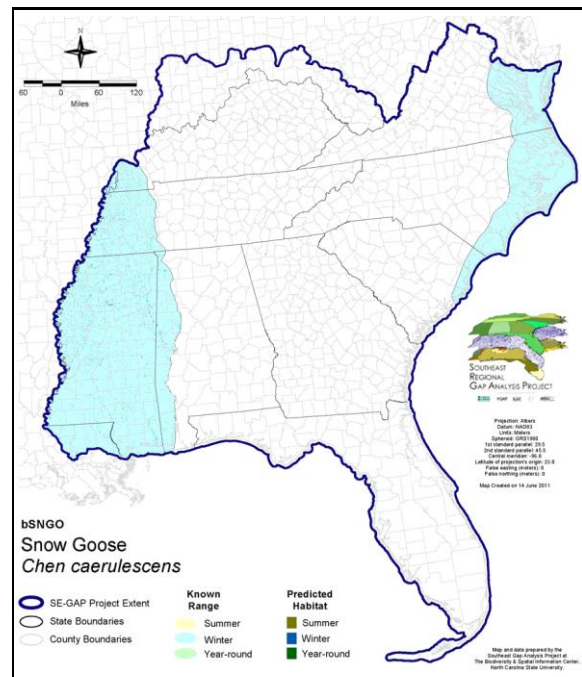 N
60 0 60 120
Miles
SOUTHEAST
REGIONAL
GAP ANALYSIS PROJECT
Projection: Albers
Datum: NAD83
Units: Meters
Spheroid: GRS1980
1st standard parallel: 29.5
2nd standard parallel: 45.5
Central meridian: -96.0
Latitude of projection's origin: 23.0
False easting (meters): 0
False northing (meters): 0
Map Created on 14 June 2011
bSNGO
Snow Goose
Chen caerulescens
SE-GAP Project Extent
State Boundaries
County Boundaries
Known
Range
Summer
Winter
Year-round
Predicted
Habitat
Summer
Winter
Year-round
Map and data prepared by the
Southeast Gap Analysis Project at
The Biodiversity & Spatial Information Center,
North Carolina State University.